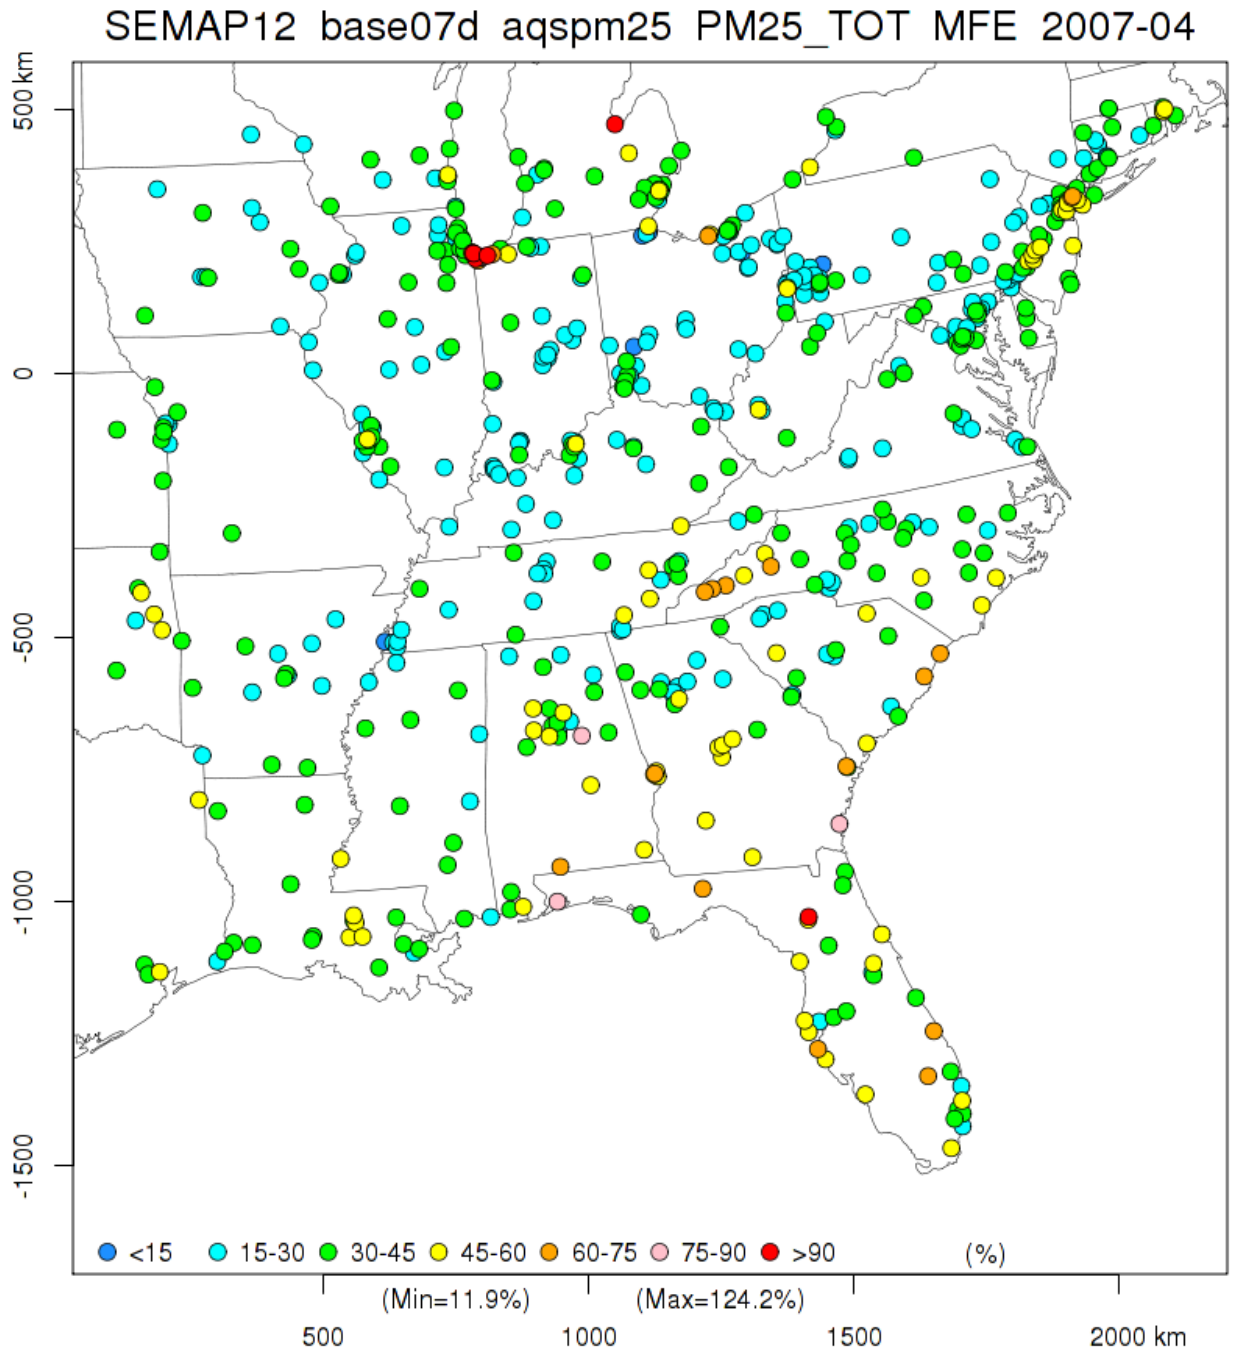 SEMAP12 base07d aqspm25 PM25_TOT MFE 2007-04
500 km
0
-500
-1000
-1500
<15 15-30 30-45 45-60 60-75 75-90 >90 (%)
(Min=11.9%) (Max=124.2%)
500 1000 1500 2000 km